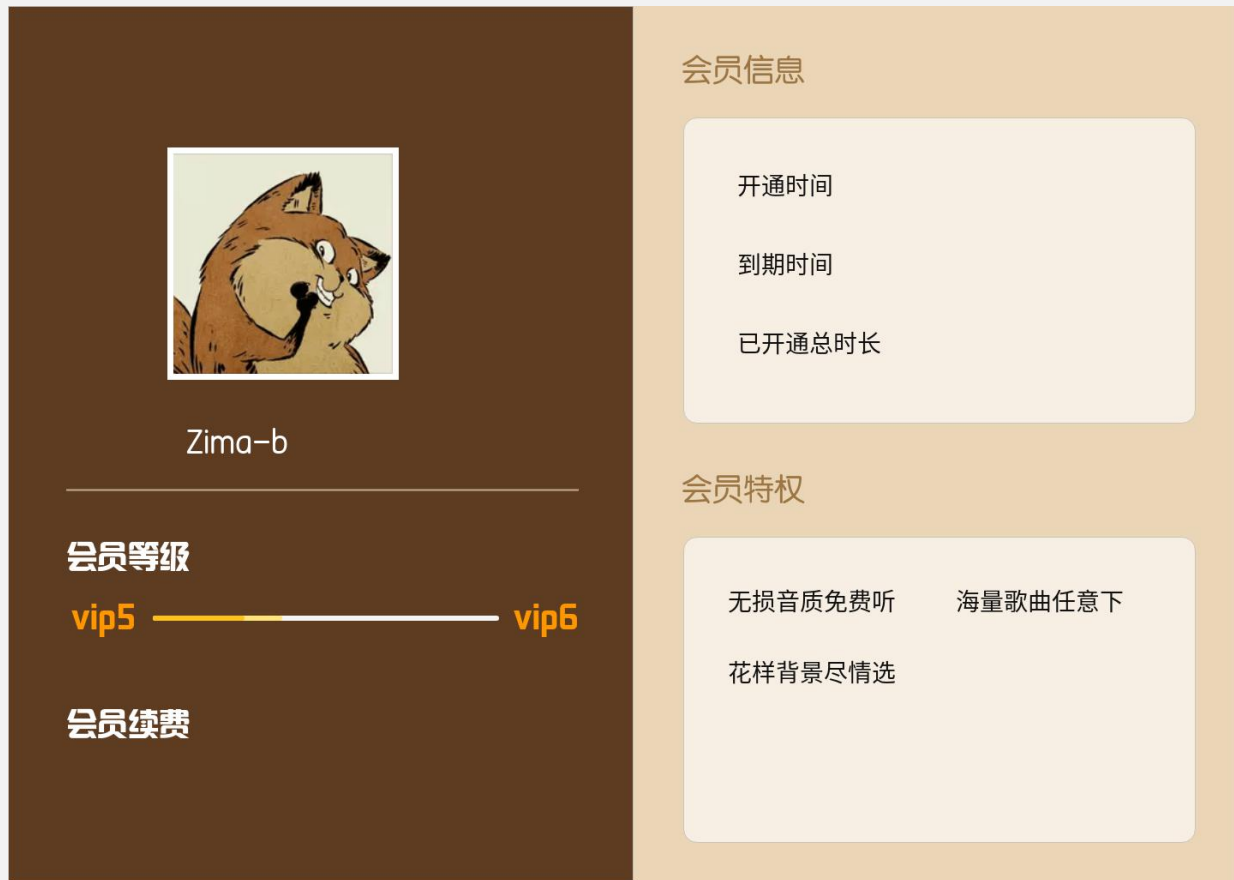 Zima-b
会员等级
vip5 vip6
会员续费
会员信息
开通时间
到期时间
已开通总时长
会员特权
无损音质免费听 海量歌曲任意下
花样背景尽情选